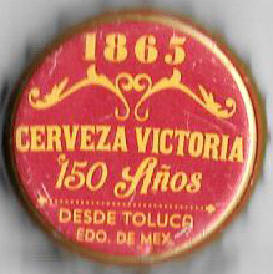 1865
CERVEZA VICTORIA
150 Años
DESDE TOLUCA
EDO. DE MEX.